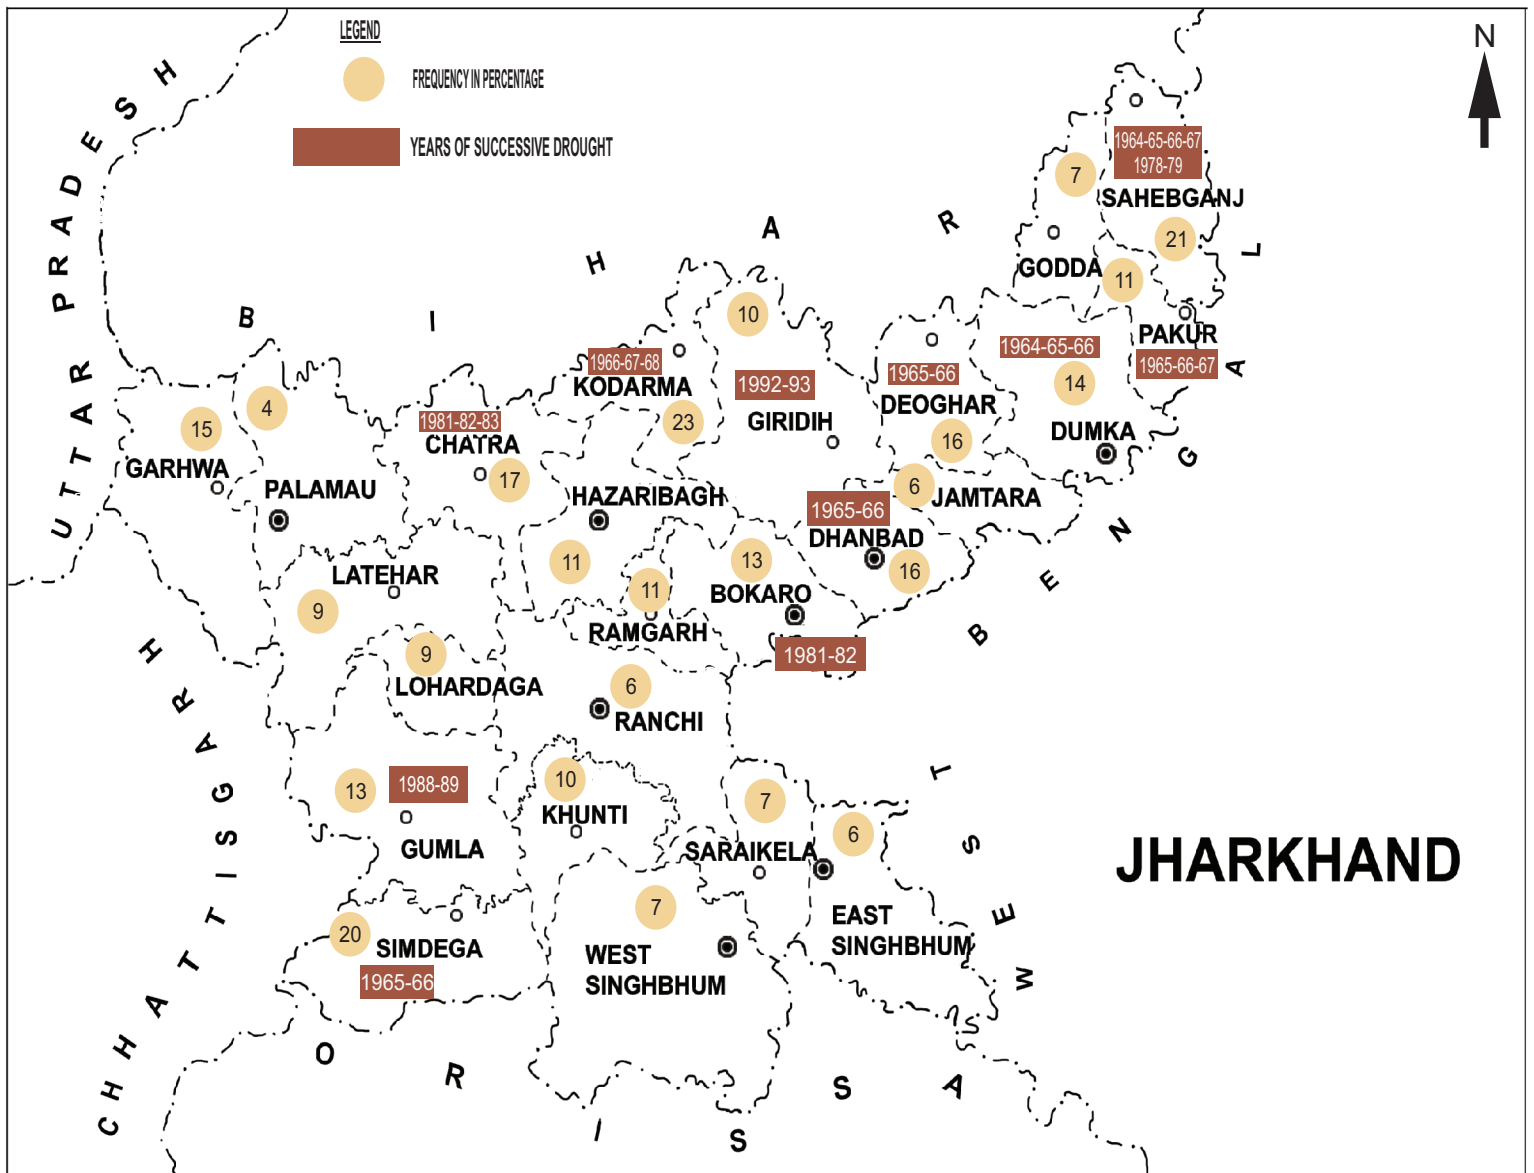 LEGEND
FREQUENCY IN PERCENTAGE
YEARS OF SUCCESSIVE DROUGHT
N
UTTAR PRADESH
BIHAR
CHHATTISGARH
ORISSA
WEST BENGAL
JHARKHAND
1964-65-66-67
1978-79
SAHEBGANJ
21
7
GODDA
11
PAKUR
1965-66-67
1964-65-66
14
DUMKA
1965-66
DEOGHAR
16
6
JAMTARA
10
1992-93
GIRIDIH
1966-67-68
KODARMA
23
1981-82-83
CHATRA
17
4
PALAMAU
15
GARHWA
HAZARIBAGH
11
11
RAMGARH
13
BOKARO
1981-82
1965-66
DHANBAD
16
LATEHAR
9
9
LOHARDAGA
6
RANCHI
13
1988-89
GUMLA
10
KHUNTI
7
SARAIKELA
6
EAST
SINGHBHUM
7
WEST
SINGHBHUM
20
SIMDEGA
1965-66